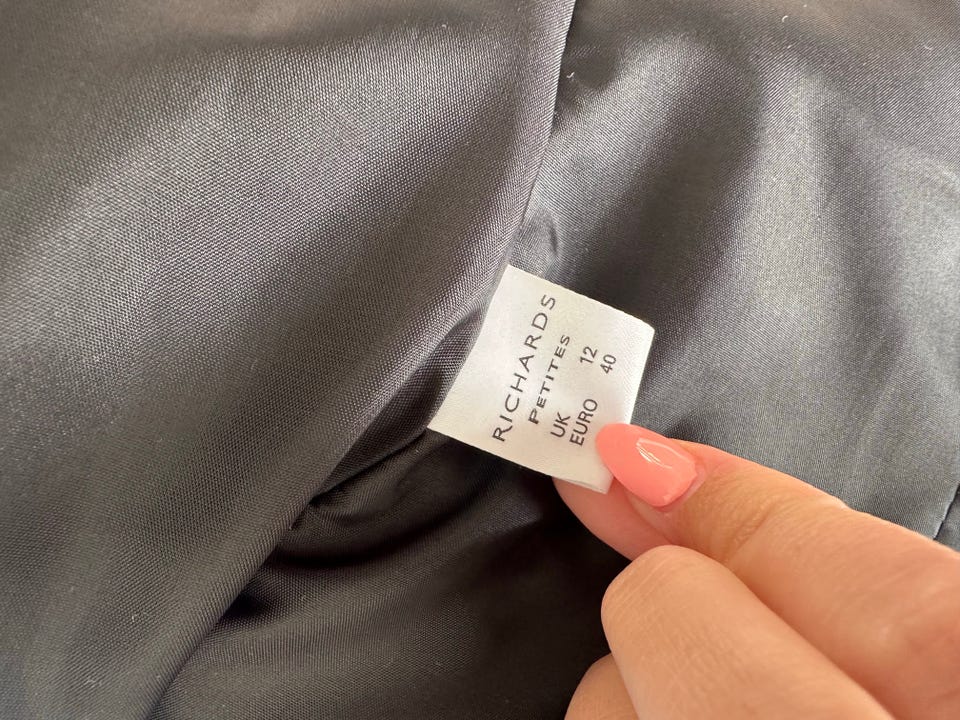 RICHARDS
PETITES
UK 12
EURO 40